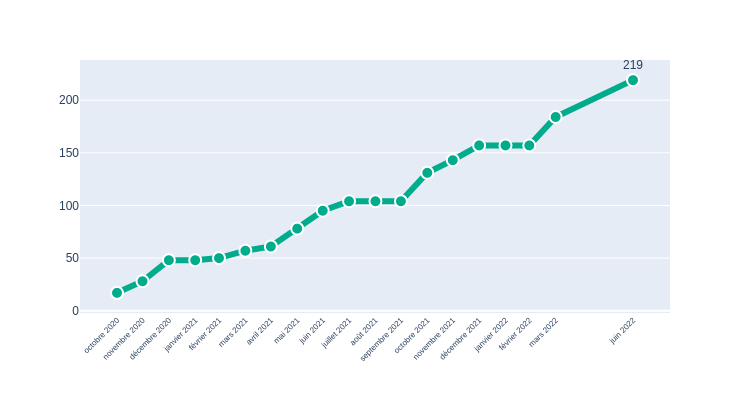 219
200
150
100
50
0
octobre 2020
novembre 2020
décembre 2020
janvier 2021
février 2021
mars 2021
avril 2021
mai 2021
juin 2021
juillet 2021
août 2021
septembre 2021
octobre 2021
novembre 2021
décembre 2021
janvier 2022
février 2022
mars 2022
juin 2022